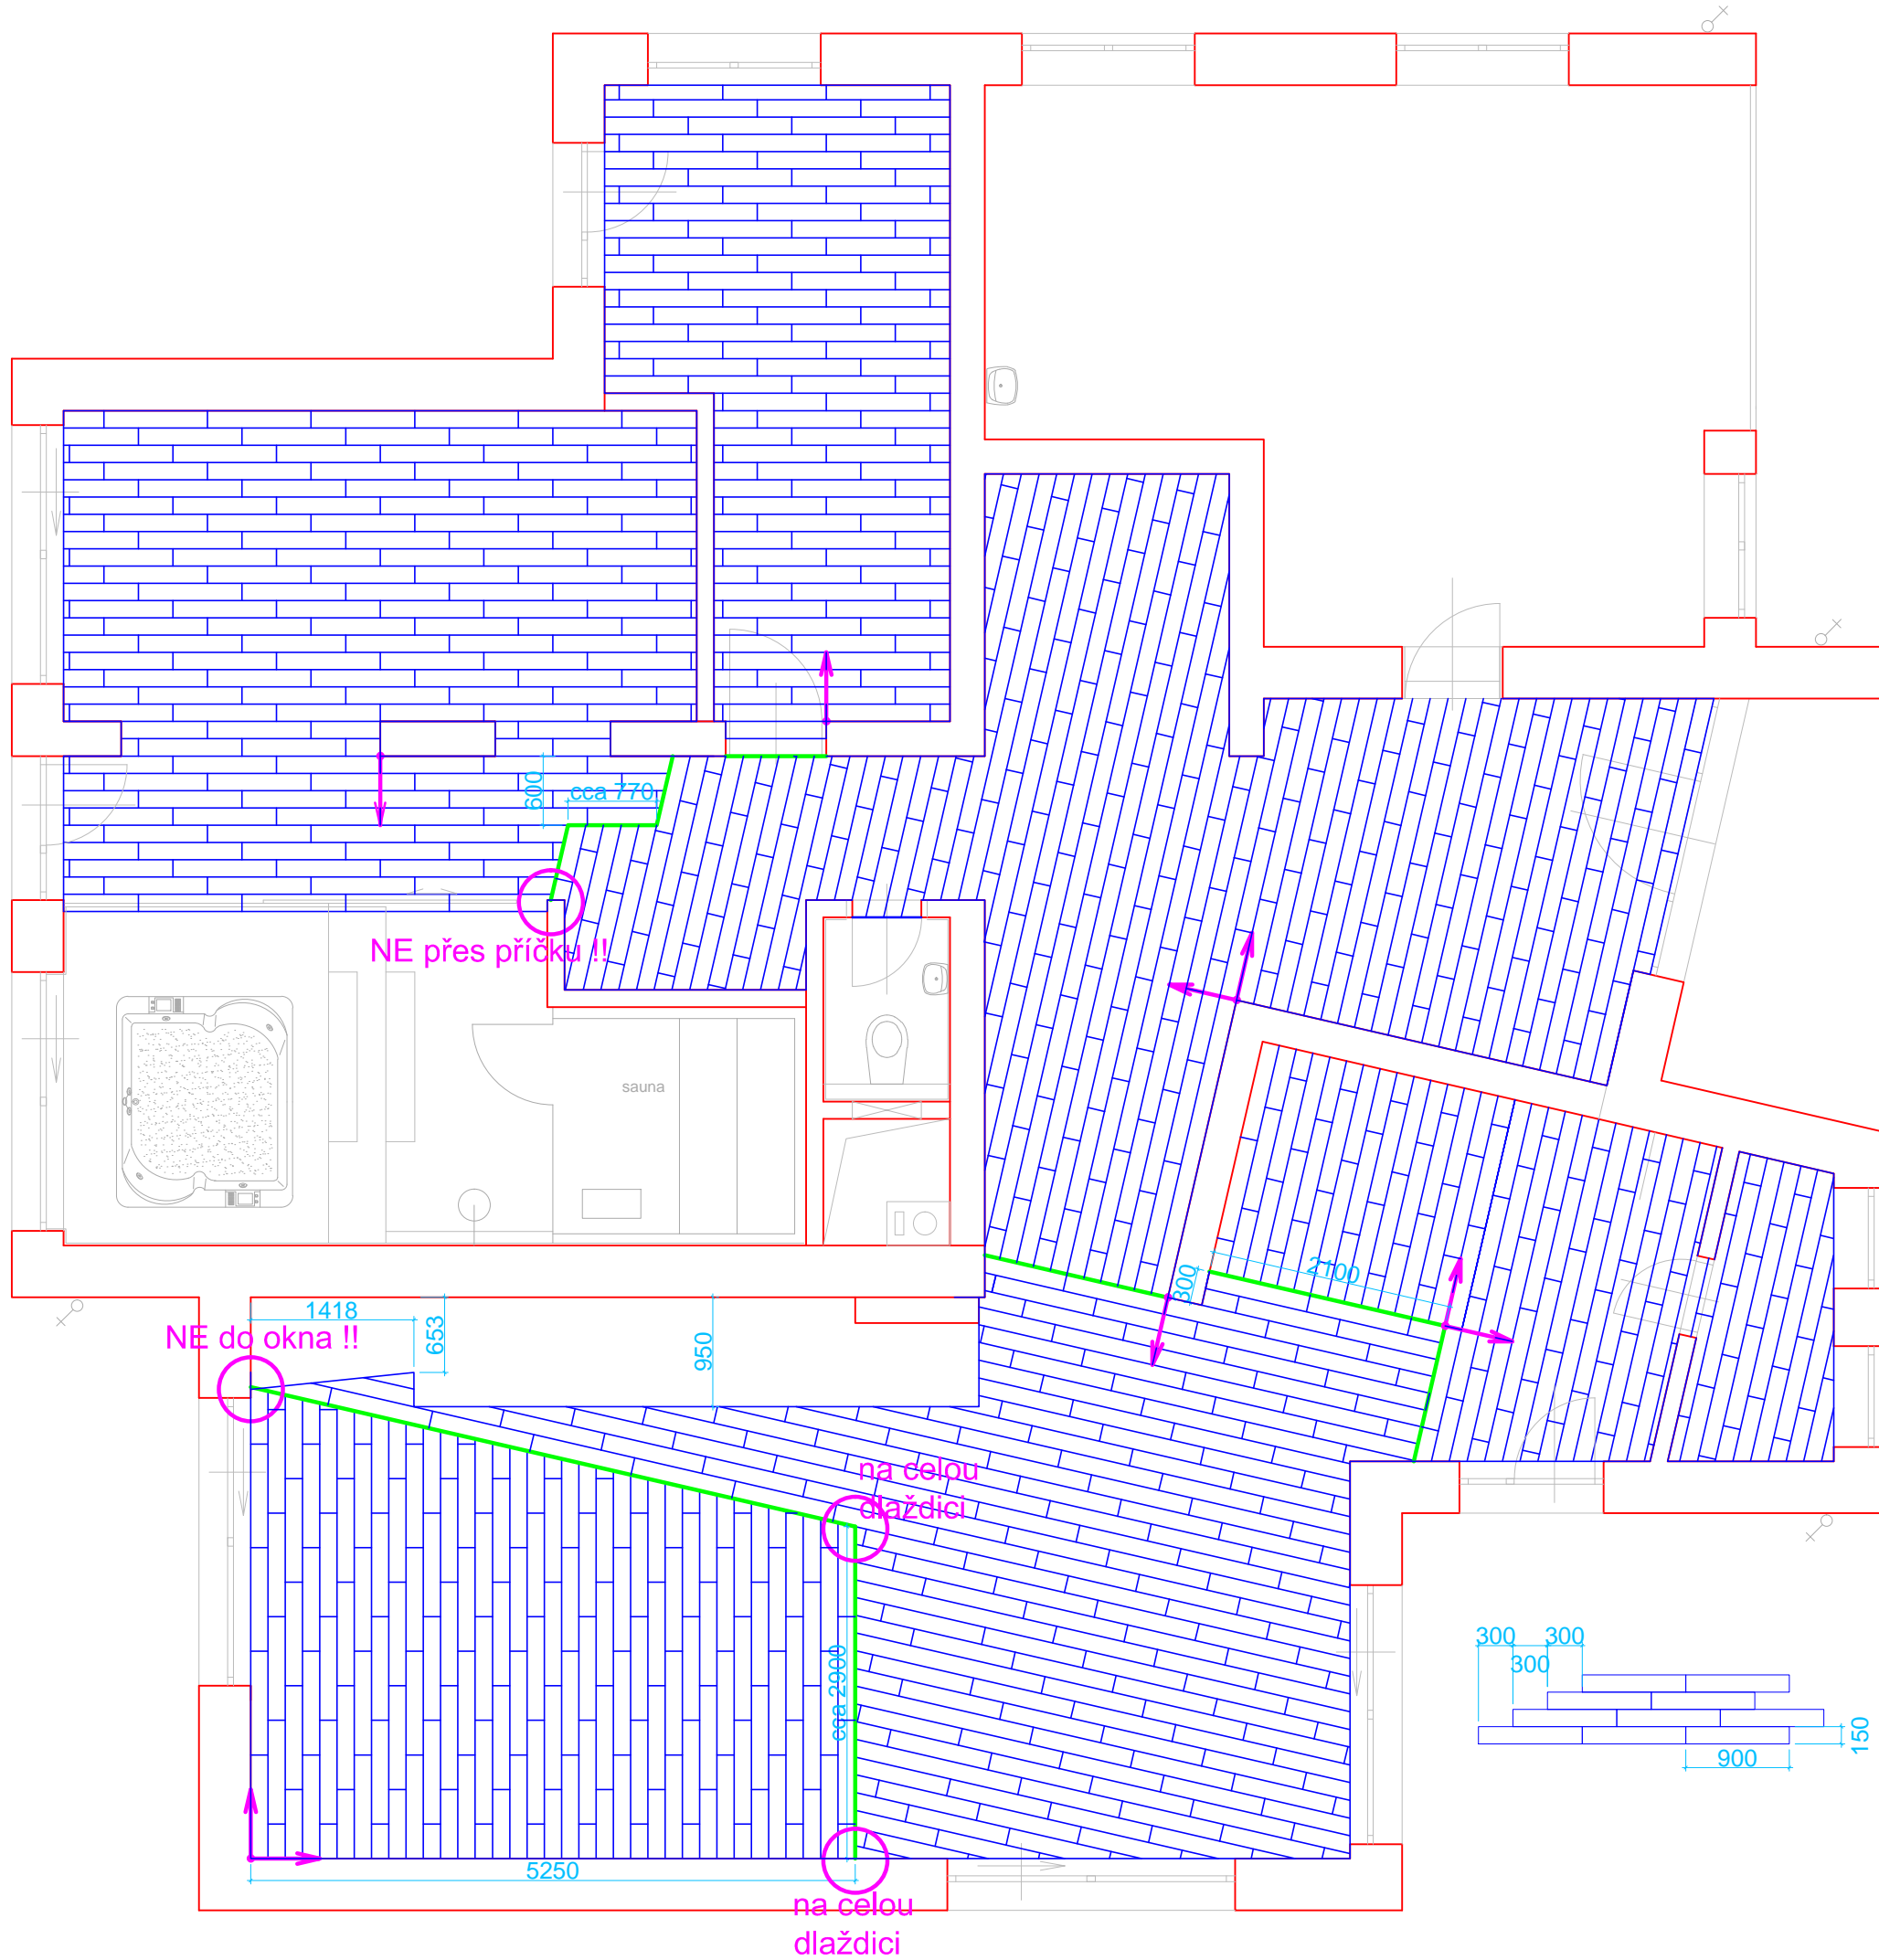 600
cca 770
NE přes příčku !!
sauna
1418
653
950
NE do okna !!
300
2100
na celou
dlaždici
cca 2900
5250
na celou
dlaždici
300
300
300
150
900